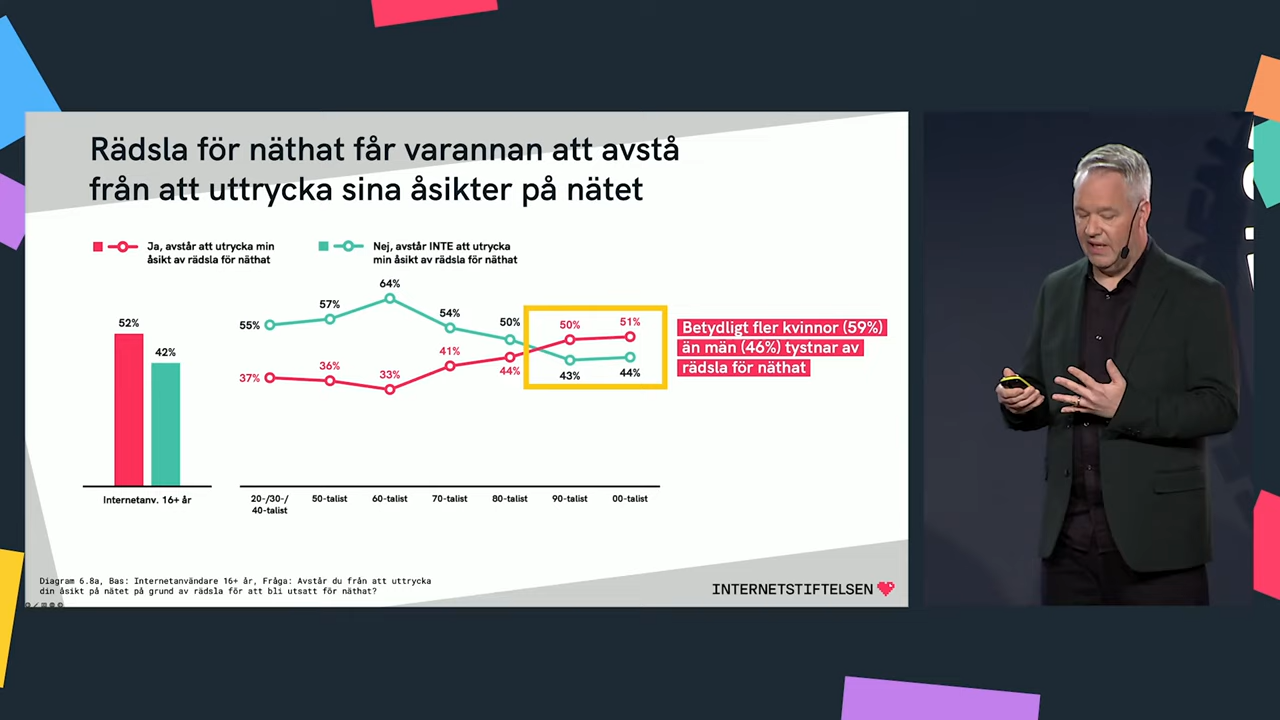 Rädsla för näthat får varannan att avstå
från att uttrycka sina åsikter på nätet
Ja, avstår att utrycka min
åsikt av rädsla för näthat
Nej, avstår INTE att utrycka
min åsikt av rädsla för näthat
52%
42%
Internetanv. 16+ år
55%
57%
64%
54%
50%
43%
44%
37%
36%
33%
41%
44%
50%
51%
20-/30-/
40-talist
50-talist
60-talist
70-talist
80-talist
90-talist
00-talist
Betydligt fler kvinnor (59%)
än män (46%) tystnar av
rädsla för näthat
Diagram 6.8a, Bas: Internetanvändare 16+ år, Fråga: Avstår du från att uttrycka
din åsikt på nätet på grund av rädsla för att bli utsatt för näthat?
INTERNETSTIFTELSEN